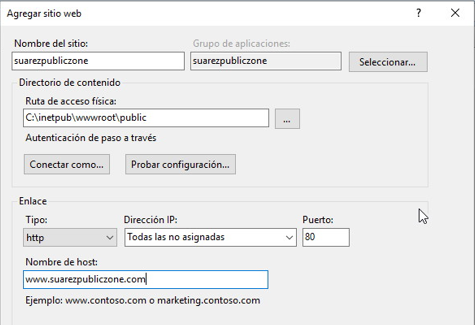 Agregar sitio web
?
Nombre del sitio:
Grupo de aplicaciones:
suarezpubliczone
suarezpubliczone
Seleccionar...
Directorio de contenido
Ruta de acceso física:
C:\inetpub\wwwroot\public
...
Autenticación de paso a través
Conectar como...
Probar configuración...
Enlace
Tipo:
Dirección IP:
Puerto:
http
Todas las no asignadas
80
Nombre de host:
www.suarezpubliczone.com
Ejemplo: www.contoso.com o marketing.contoso.com